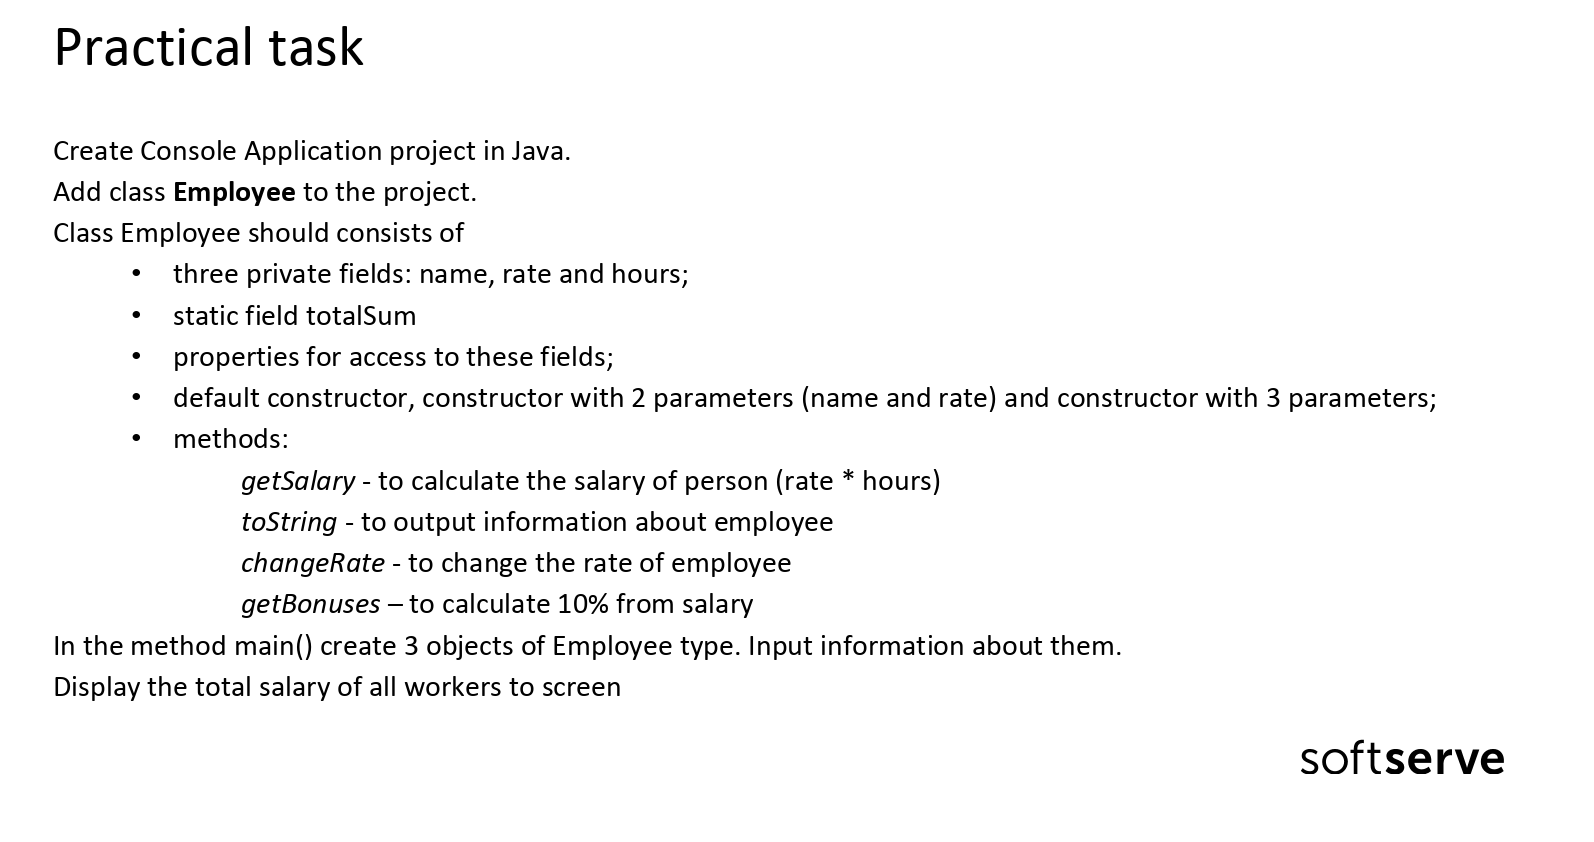 Practical task
Create Console Application project in Java.
Add class Employee to the project.
Class Employee should consists of
• three private fields: name, rate and hours;
• static field totalSum
• properties for access to these fields;
• default constructor, constructor with 2 parameters (name and rate) and constructor with 3 parameters;
• methods:
getSalary - to calculate the salary of person (rate * hours)
toString - to output information about employee
changeRate - to change the rate of employee
getBonuses – to calculate 10% from salary
In the method main() create 3 objects of Employee type. Input information about them.
Display the total salary of all workers to screen
softserve